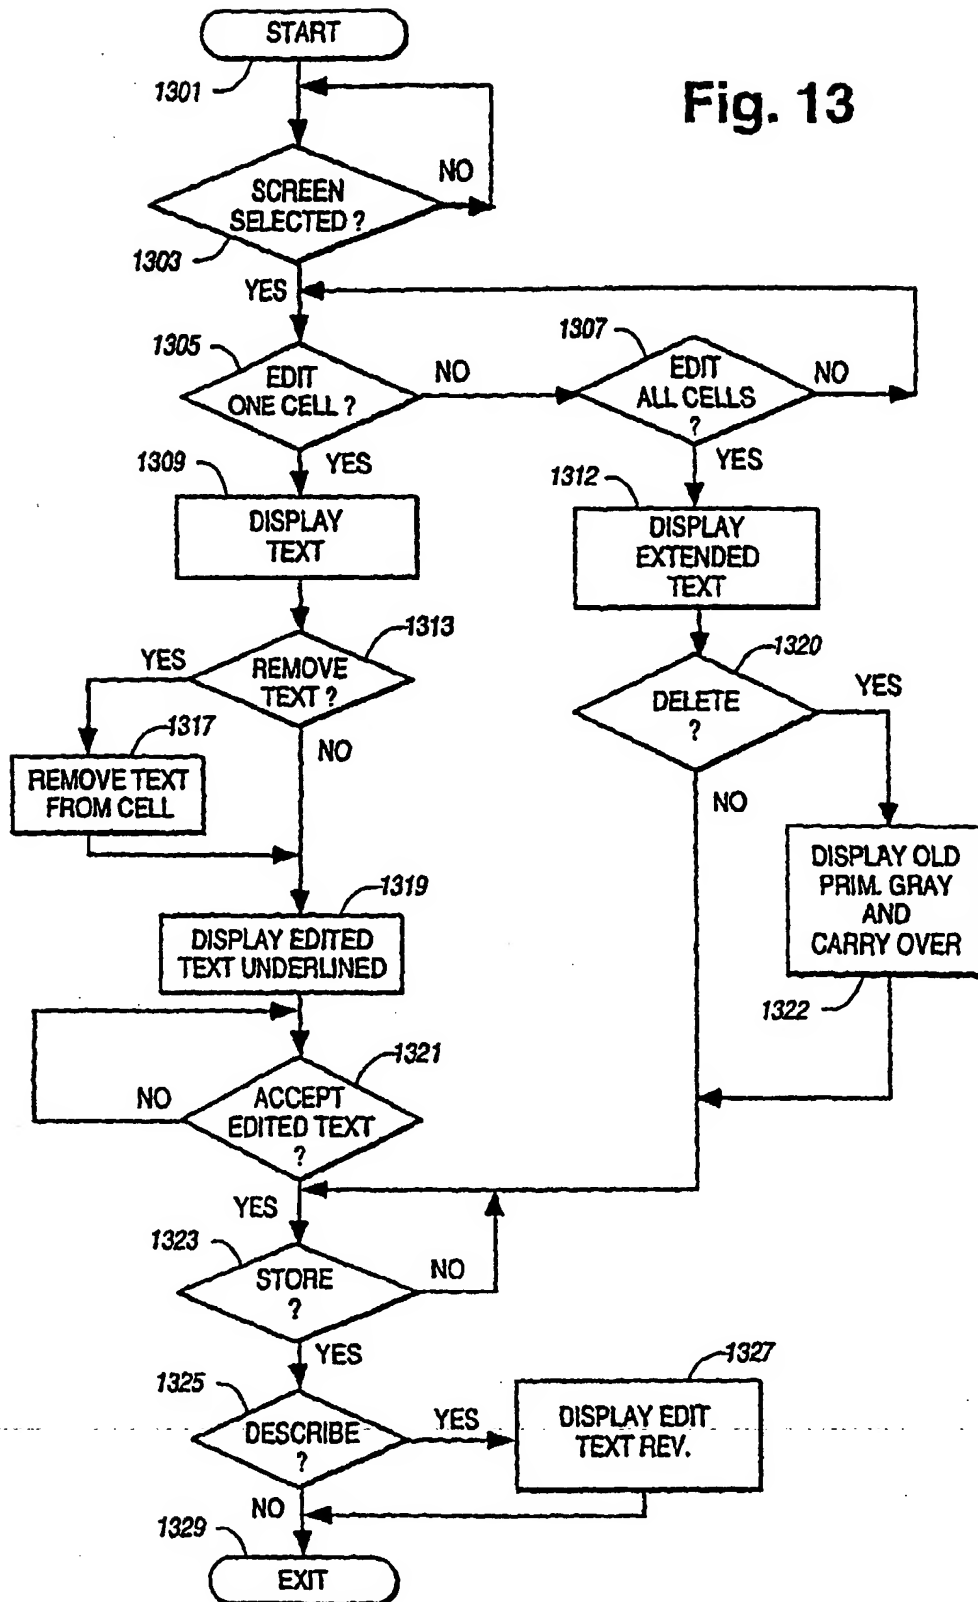 START
1301
Fig. 13
NO
SCREEN
SELECTED ?
1303
YES
1305
EDIT
ONE CELL ?
NO
1307
EDIT
ALL CELLS
?
NO
YES
1309
DISPLAY
TEXT
YES
1312
DISPLAY
EXTENDED
TEXT
1313
YES
REMOVE
TEXT ?
NO
1317
REMOVE TEXT
FROM CELL
1320
DELETE
?
YES
NO
DISPLAY OLD
PRIM. GRAY
AND
CARRY OVER
1322
1319
DISPLAY EDITED
TEXT UNDERLINED
1321
NO
ACCEPT
EDITED TEXT
?
YES
1323
STORE
?
NO
YES
1325
DESCRIBE
?
YES
1327
DISPLAY EDIT
TEXT REV.
NO
1329
EXIT